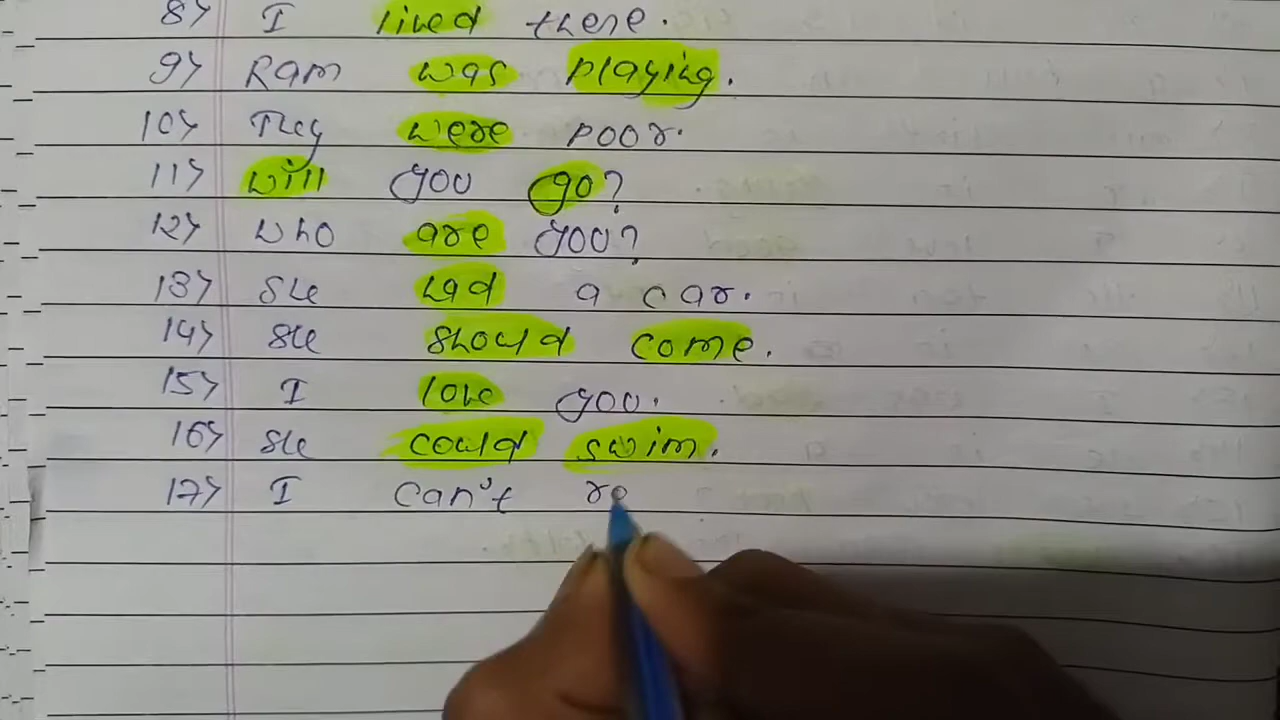 8> I lived there.
9> Ram was playing.
10> They were poor.
11> will you go?
12> who are you?
13> She had a car.
14> She should come.
15> I love you.
16> She could swim.
17> I can't re